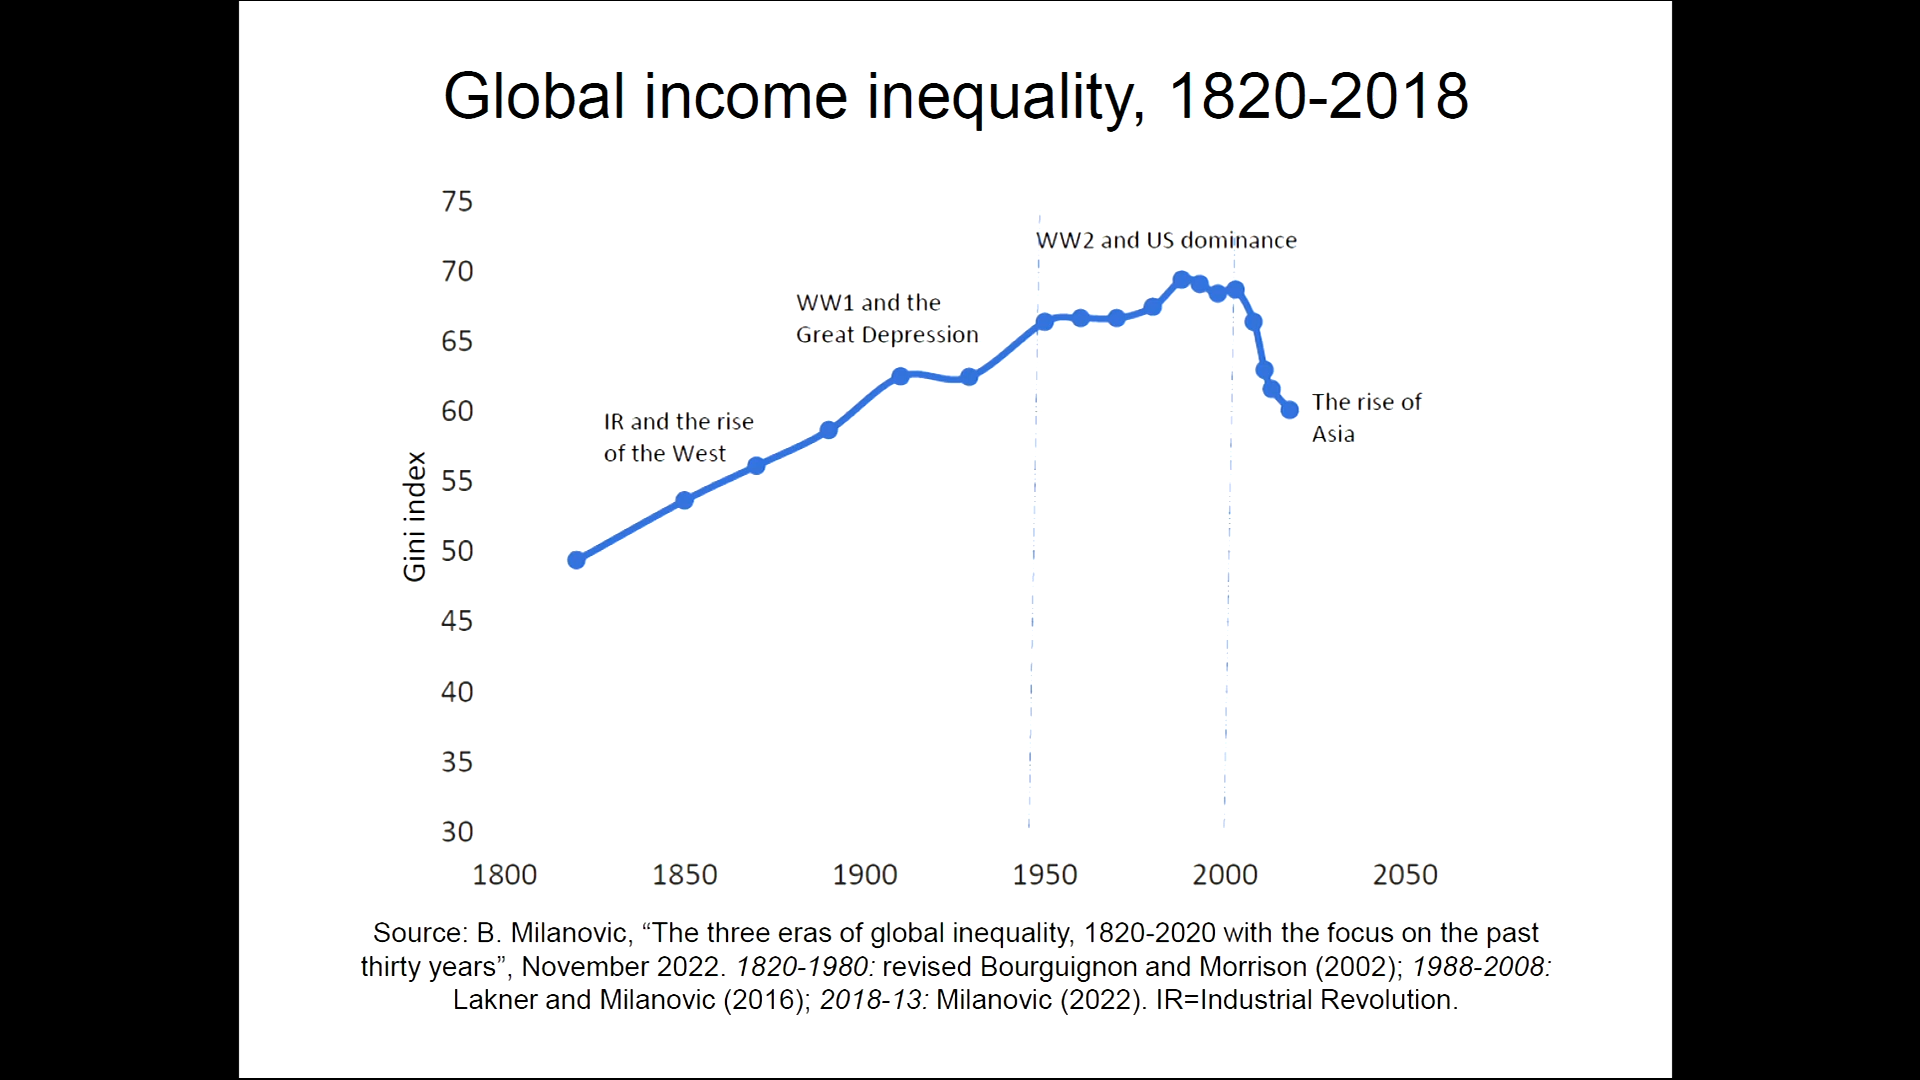 Global income inequality, 1820-2018
75
WW2 and US dominance
70
WW1 and the
Great Depression
65
60
The rise of
Asia
IR and the rise
of the West
55
Gini index
50
45
40
35
30
1800 1850 1900 1950 2000 2050
Source: B. Milanovic, “The three eras of global inequality, 1820-2020 with the focus on the past
thirty years”, November 2022. 1820-1980: revised Bourguignon and Morrison (2002); 1988-2008:
Lakner and Milanovic (2016); 2018-13: Milanovic (2022). IR=Industrial Revolution.